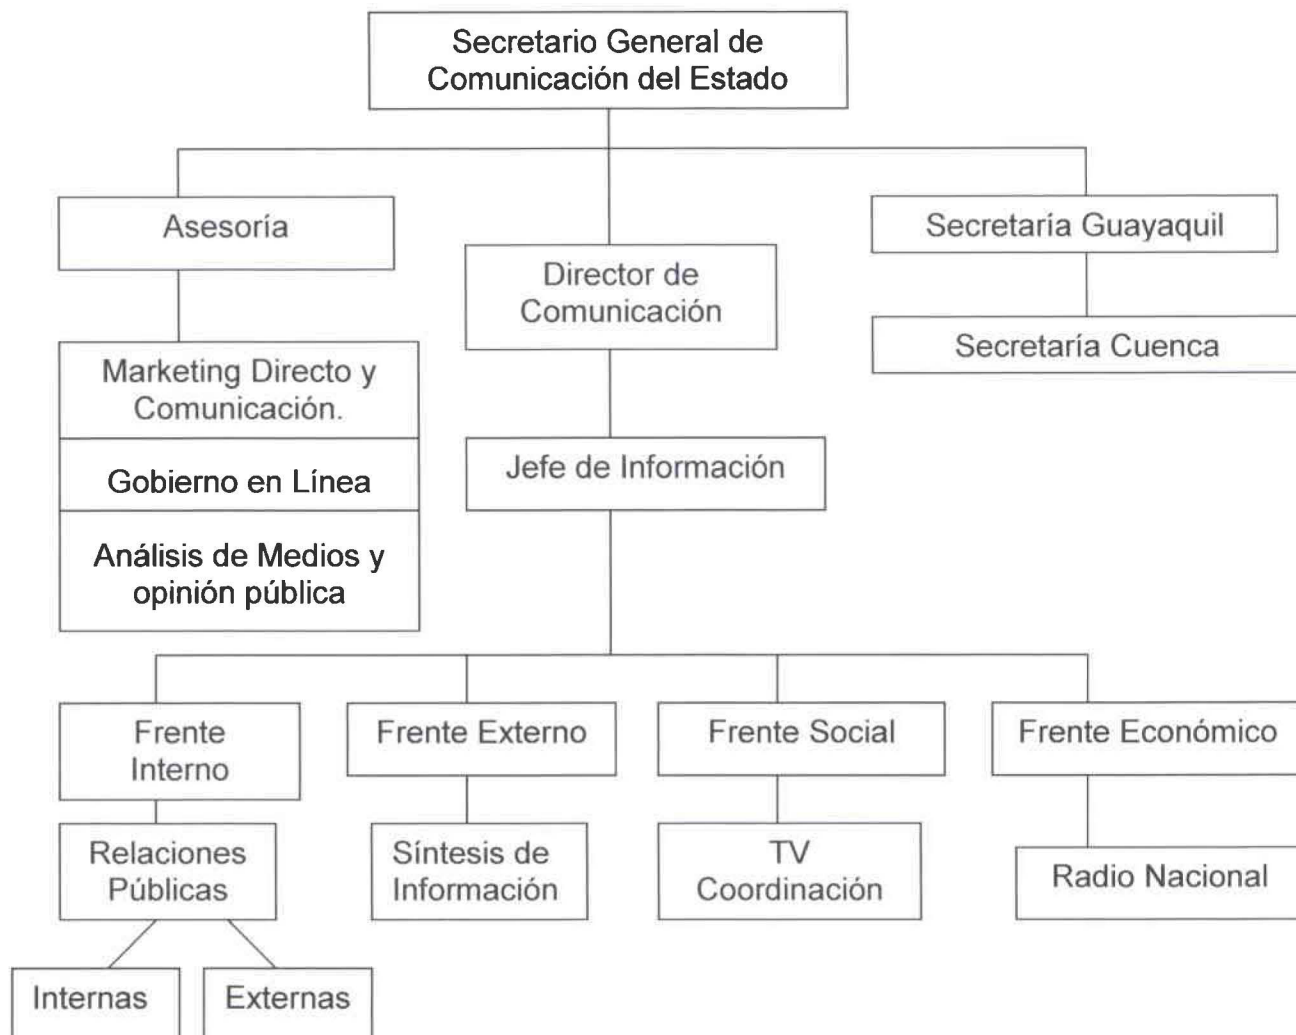 Secretario General de
Comunicación del Estado
Asesoría
Secretaría Guayaquil
Director de
Comunicación
Secretaría Cuenca
Marketing Directo y
Comunicación.
Gobierno en Línea
Análisis de Medios y
opinión pública
Jefe de Información
Frente
Interno
Frente Externo
Frente Social
Frente Económico
Relaciones
Públicas
Síntesis de
Información
TV
Coordinación
Radio Nacional
Internas
Externas